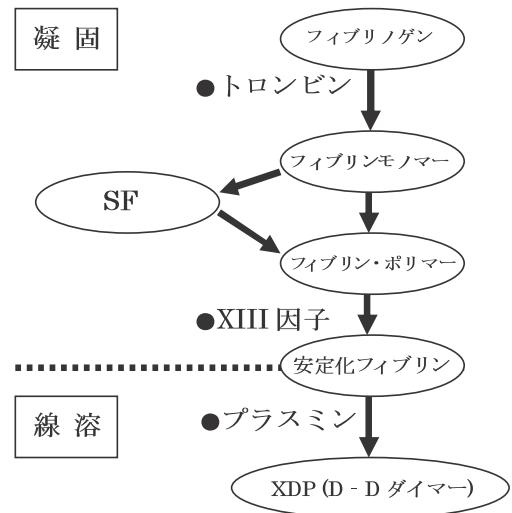 凝 固
フィブリノゲン
●トロンビン
フィブリンモノマー
SF
フィブリン・ポリマー
●XIII 因子
安定化フィブリン
線 溶
●プラスミン
XDP (D - D ダイマー)